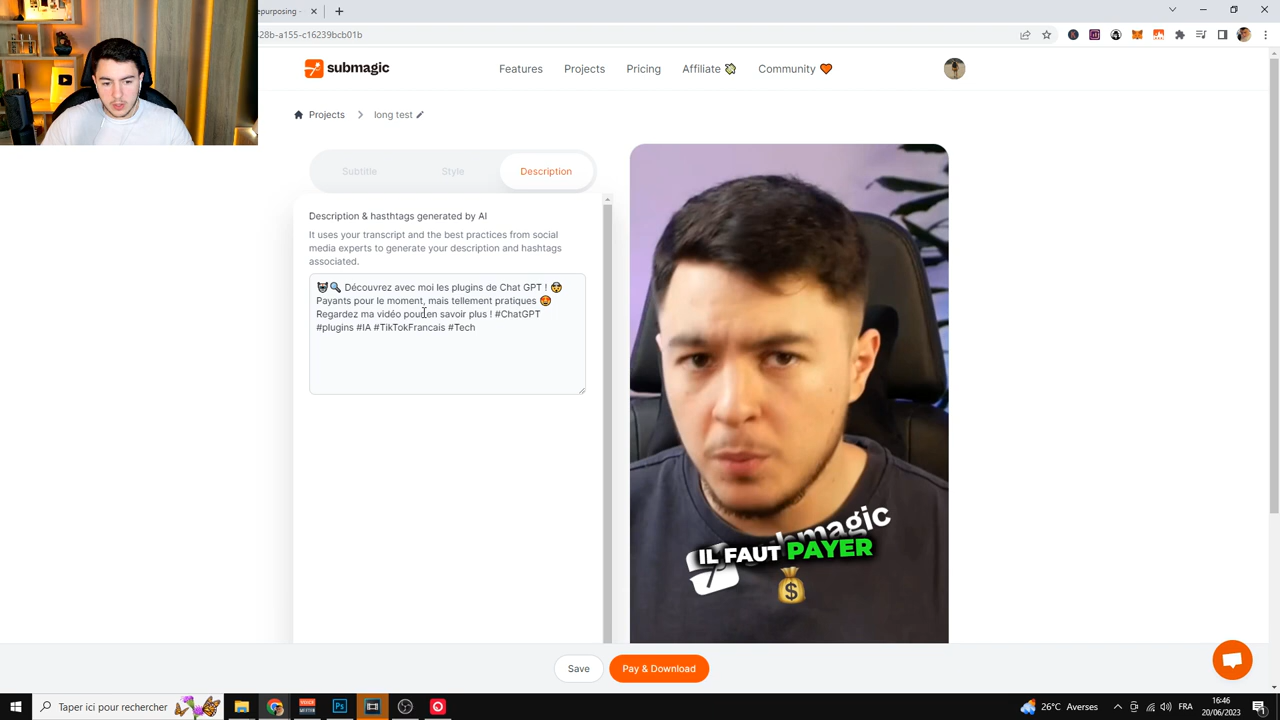 epurposing -
28b-a155-c16239bcb01b
submagic
Features
Projects
Pricing
Affiliate
Community
Projects
long test
Subtitle
Style
Description
Description & hasthtags generated by AI
It uses your transcript and the best practices from social
media experts to generate your description and hashtags
associated.
Découvrez avec moi les plugins de Chat GPT !
Payants pour le moment, mais tellement pratiques
Regardez ma vidéo pour en savoir plus ! #ChatGPT
#plugins #IA #TikTokFrancais #Tech
submagic
IL FAUT PAYER
Save
Pay & Download
Taper ici pour rechercher
Ps
26°C Averses
FRA
16:46
20/06/2023